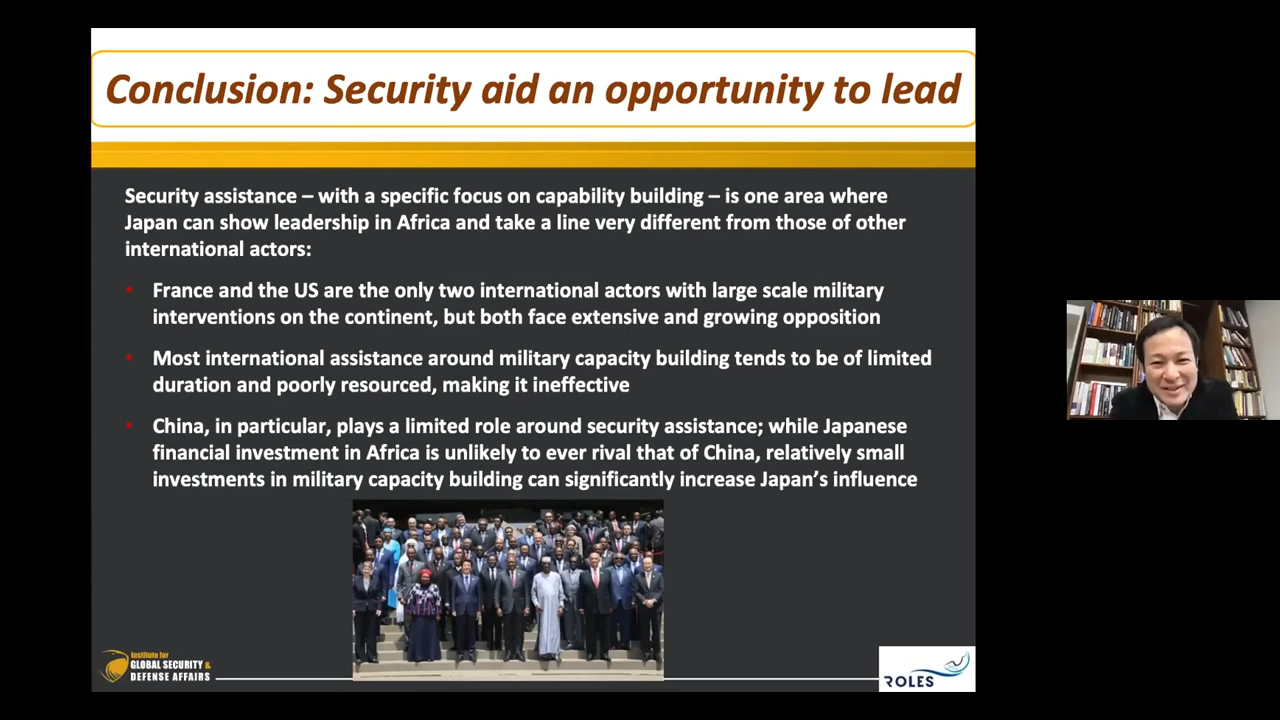 Conclusion: Security aid an opportunity to lead
Security assistance – with a specific focus on capability building – is one area where
Japan can show leadership in Africa and take a line very different from those of other
international actors:
• France and the US are the only two international actors with large scale military
interventions on the continent, but both face extensive and growing opposition
• Most international assistance around military capacity building tends to be of limited
duration and poorly resourced, making it ineffective
• China, in particular, plays a limited role around security assistance; while Japanese
financial investment in Africa is unlikely to ever rival that of China, relatively small
investments in military capacity building can significantly increase Japan’s influence
Institute for
GLOBAL SECURITY &
DEFENSE AFFAIRS
ROLES